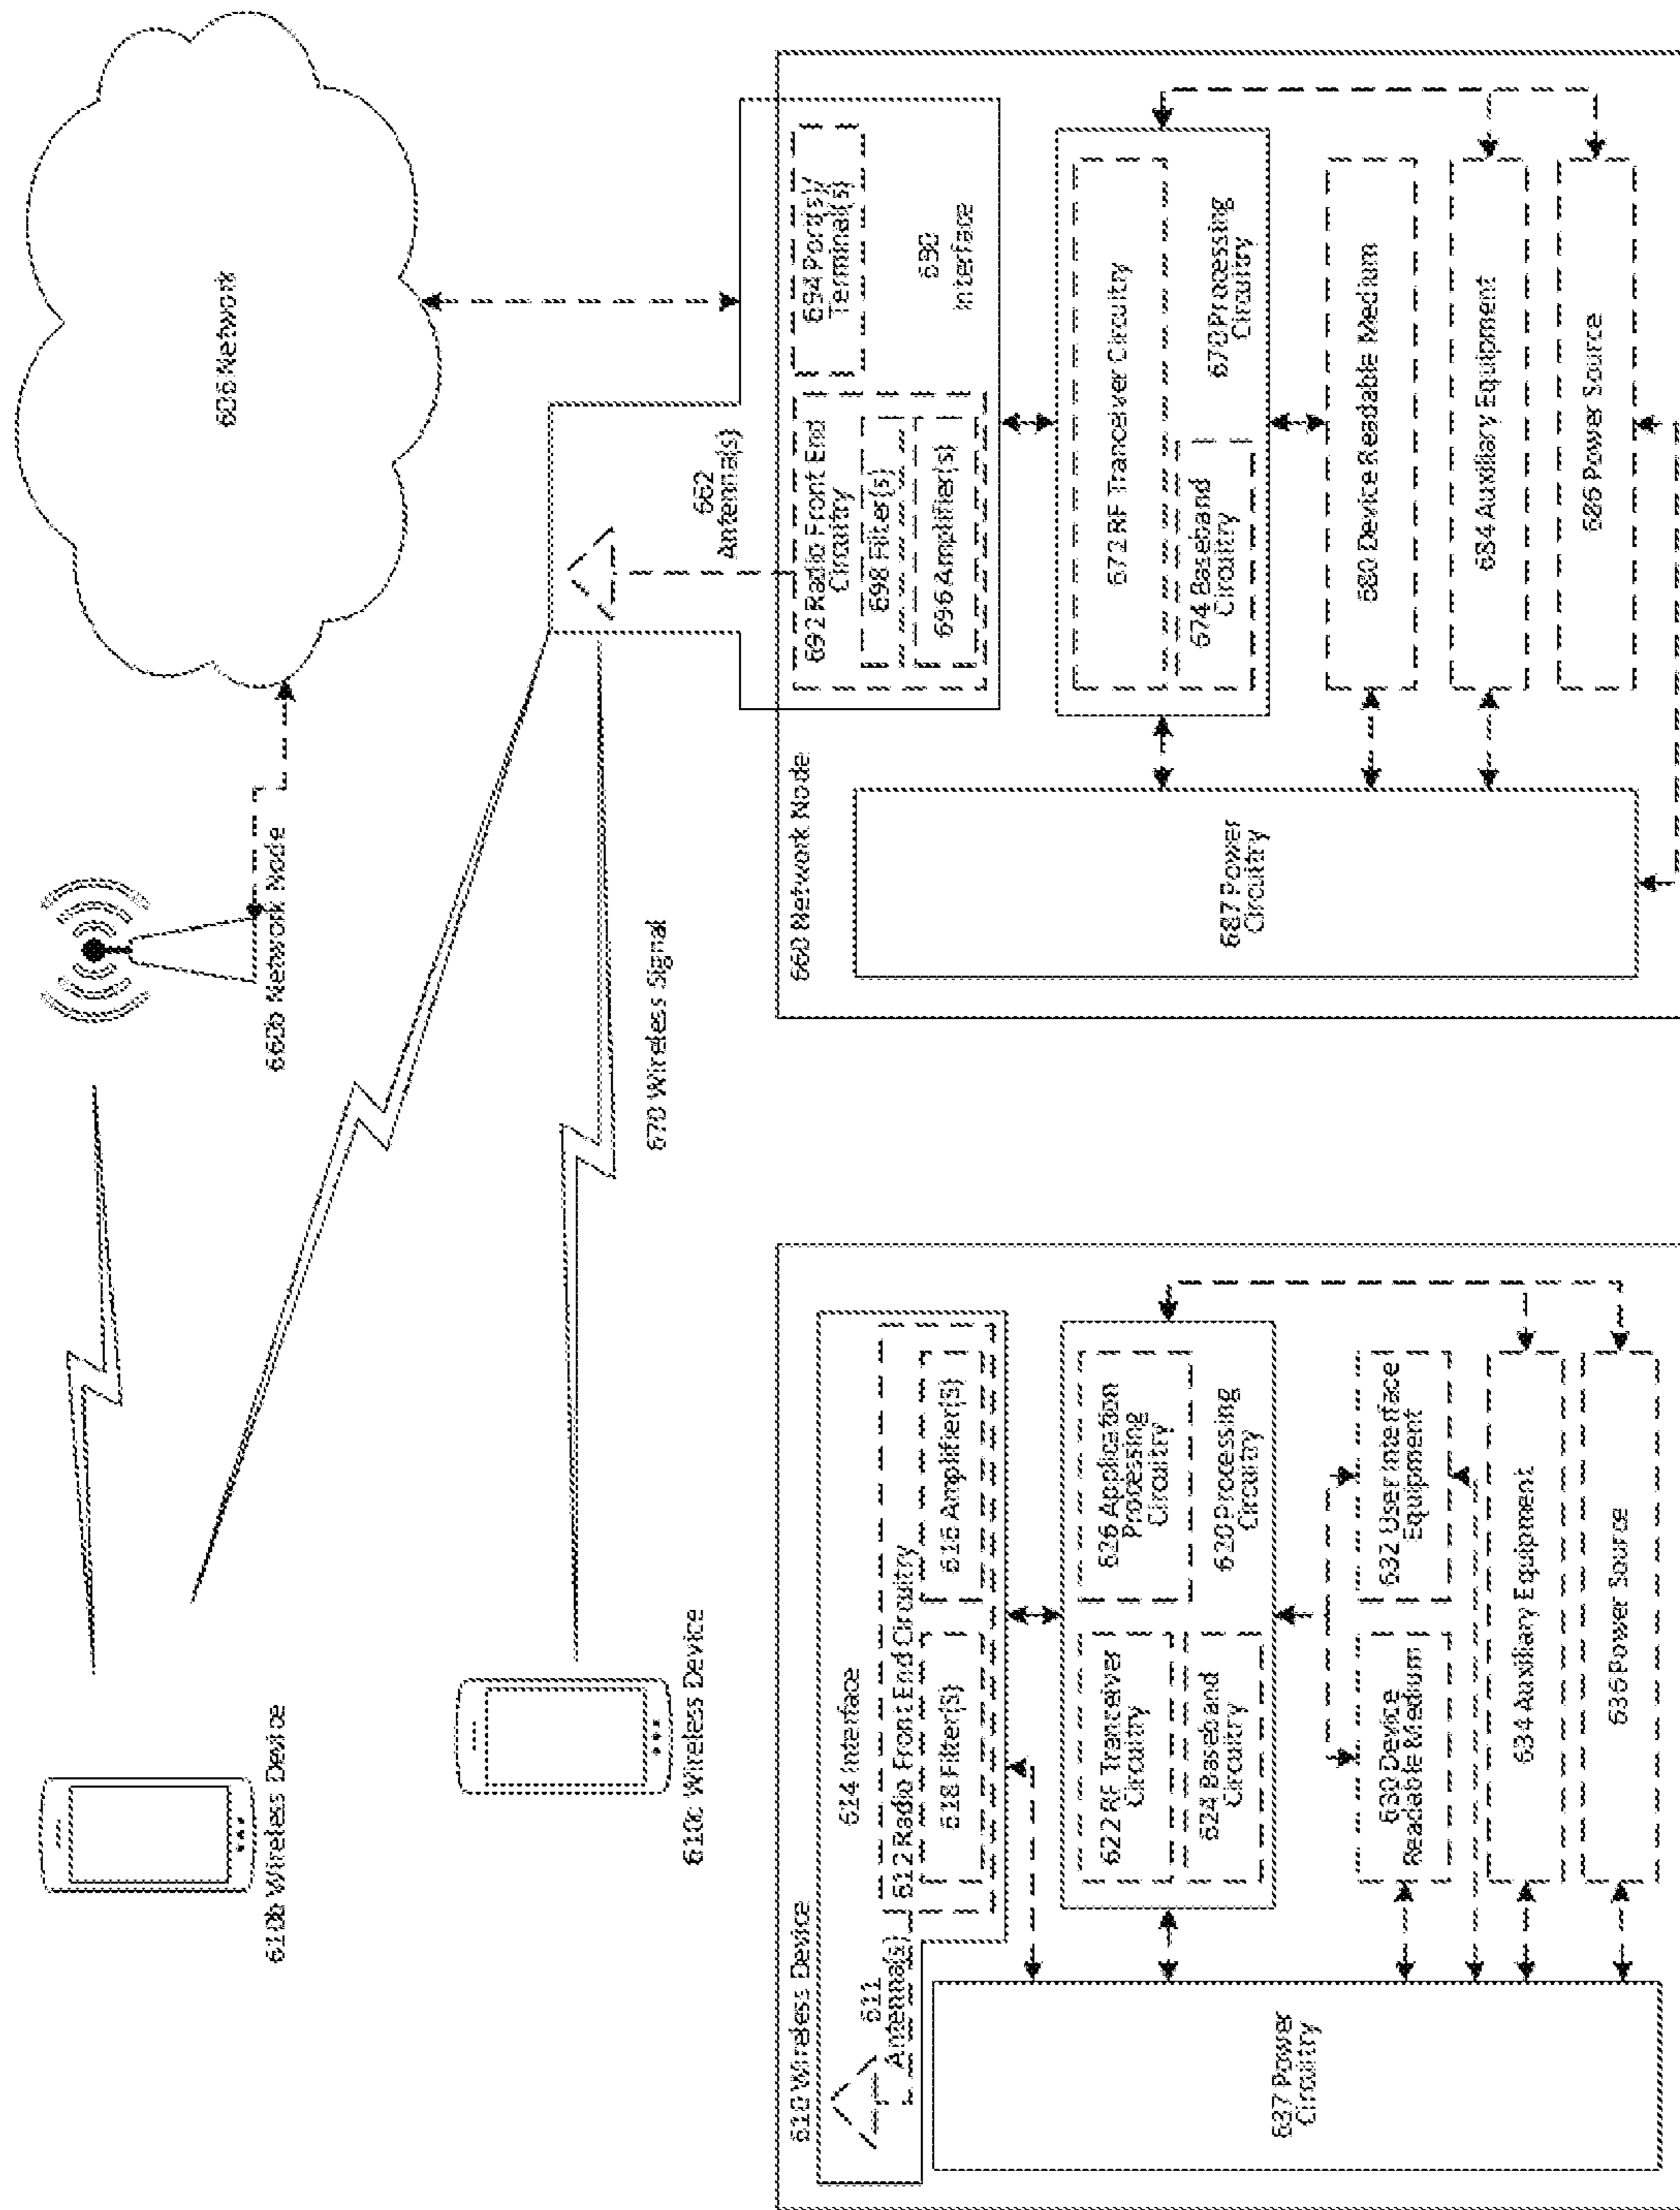 606 Network
660b Network Node
610b Wireless Device
610c Wireless Device
670 Wireless Signal
662
Antenna(s)
610 Wireless Device
614 Interface
611
Antenna(s)
612 Radio Front End Circuitry
618 Filter(s)
616 Amplifier(s)
622 RF Tranceiver
Circuitry
624 Baseband
Circuitry
626 Application
Processing
Circuitry
620 Processing
Circuitry
637 Power
Circuitry
630 Device
Readable Medium
632 User Interface
Equipment
634 Auxiliary Equipment
636 Power Source
660 Network Node
692 Radio Front End
Circuitry
698 Filter(s)
696 Amplifier(s)
694 Port(s)/
Terminal(s)
690
Interface
672 RF Tranceiver Circuitry
674 Baseband
Circuitry
670 Processing
Circuitry
687 Power
Circuitry
680 Device Readable Medium
684 Auxiliary Equipment
686 Power Source